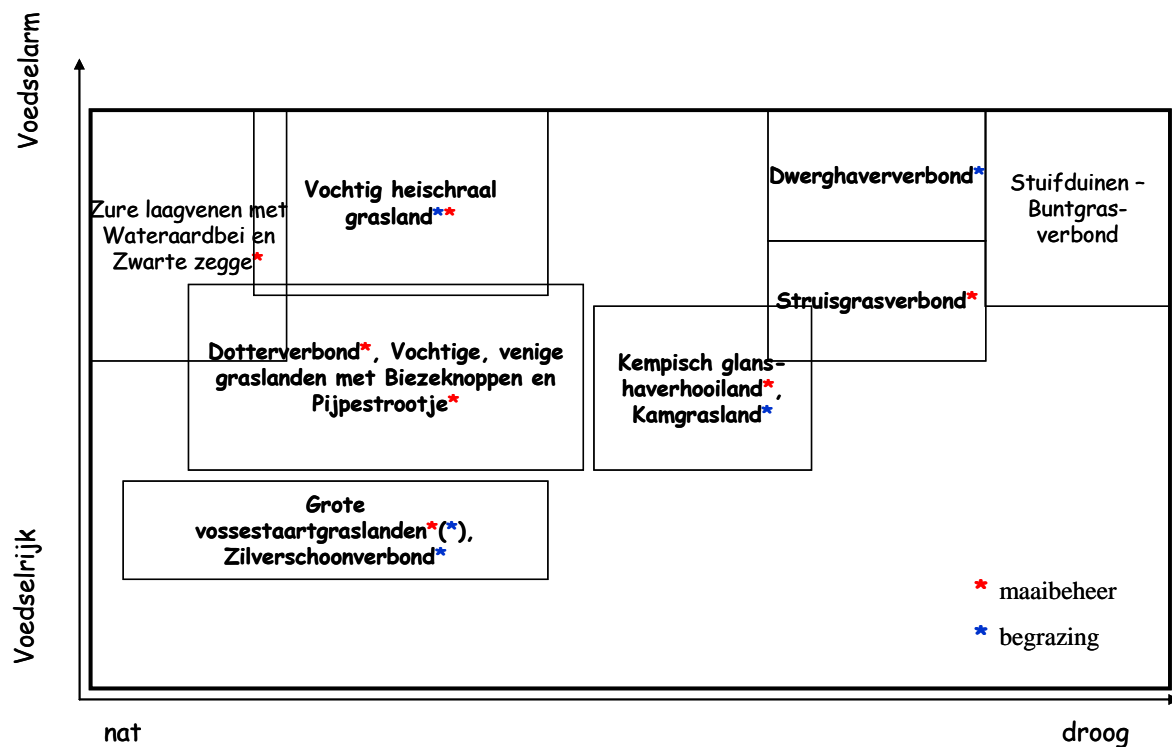 Voedselarm
Zure laagvenen met
Wateraardbei en
Zwarte zegge*
Vochtig heischraal
grasland**
Dwerghaververbond*
Stuifduinen –
Buntgras-
verbond
Struisgrasverbond*
Dotterverbond*, Vochtige, venige
graslanden met Biezeknoppen en
Pijpestrootje*
Kempisch glans-
haverhooiland*,
Kamgrasland*
Grote
vossestaartgraslanden*(*),
Zilverschoonverbond*
Voedselrijk
* maaibeheer
* begrazing
nat
droog